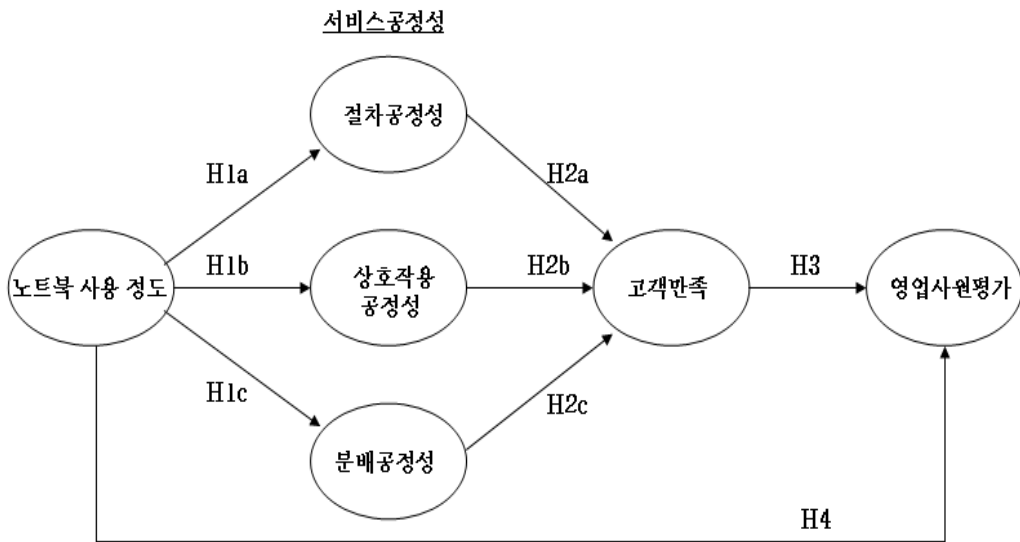 서비스공정성
절차공정성
H1a
H2a
노트북 사용 정도
H1b
상호작용
공정성
H2b
고객만족
H3
영업사원평가
H1c
H2c
분배공정성
H4